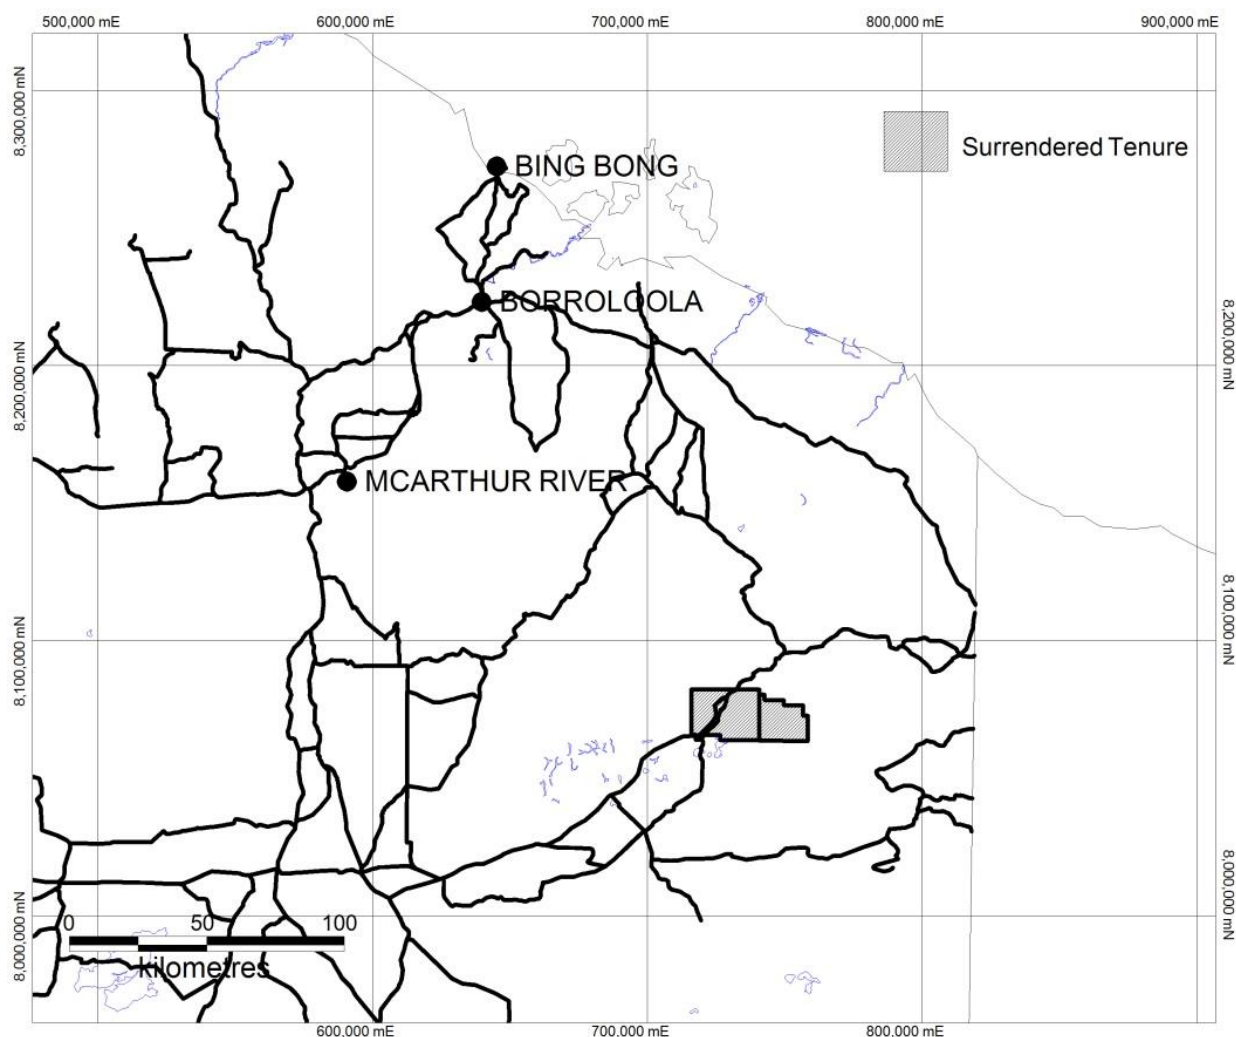 500,000 mE
600,000 mE
700,000 mE
800,000 mE
900,000 mE
8,300,000 mN
Surrendered Tenure
BING BONG
BORROLOOLA
8,200,000 mN
8,200,000 mN
MCARTHUR RIVER
8,100,000 mN
8,100,000 mN
8,000,000 mN
8,000,000 mN
0 50 100
kilometres
600,000 mE
700,000 mE
800,000 mE